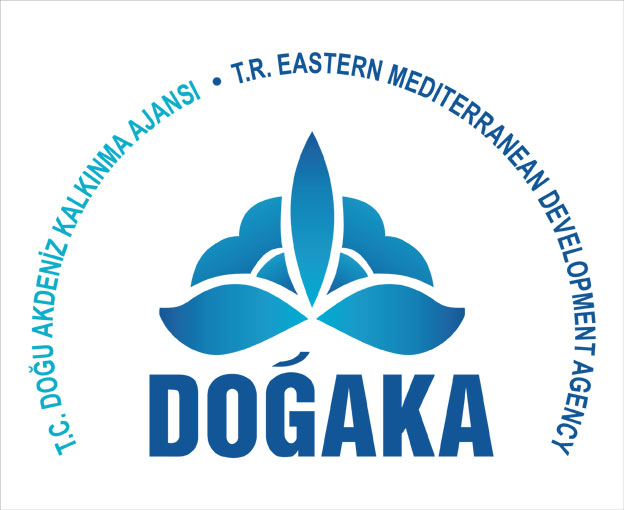 T.C. DOĞU AKDENİZ KALKINMA AJANSI • T.R. EASTERN MEDITERRANEAN DEVELOPMENT AGENCY
DOĞAKA